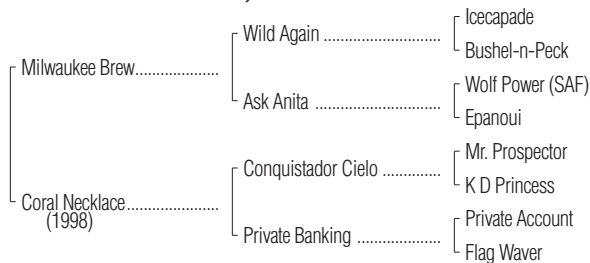 Icecapade
Wild Again ........................
Bushel-n-Peck
Milwaukee Brew.................
Wolf Power (SAF)
Ask Anita .........................
Epanoui
Mr. Prospector
Conquistador Cielo ............
K D Princess
Coral Necklace...................
(1998)
Private Account
Private Banking .................
Flag Waver